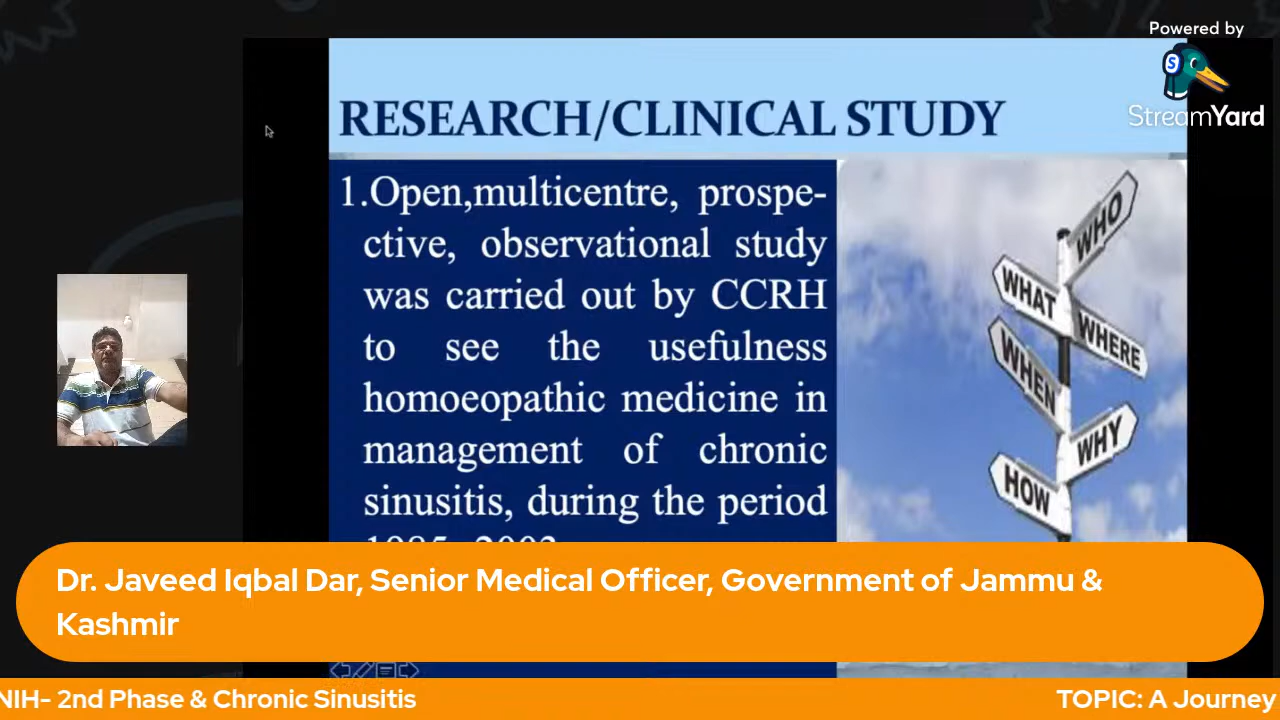 Powered by
StreamYard
RESEARCH/CLINICAL STUDY
1.Open,multicentre, prospe-
ctive, observational study
was carried out by CCRH
to see the usefulness
homoeopathic medicine in
management of chronic
sinusitis, during the period
WHO
WHAT
WHERE
WHEN
WHY
HOW
Dr. Javeed Iqbal Dar, Senior Medical Officer, Government of Jammu &
Kashmir
NIH- 2nd Phase & Chronic Sinusitis
TOPIC: A Journey